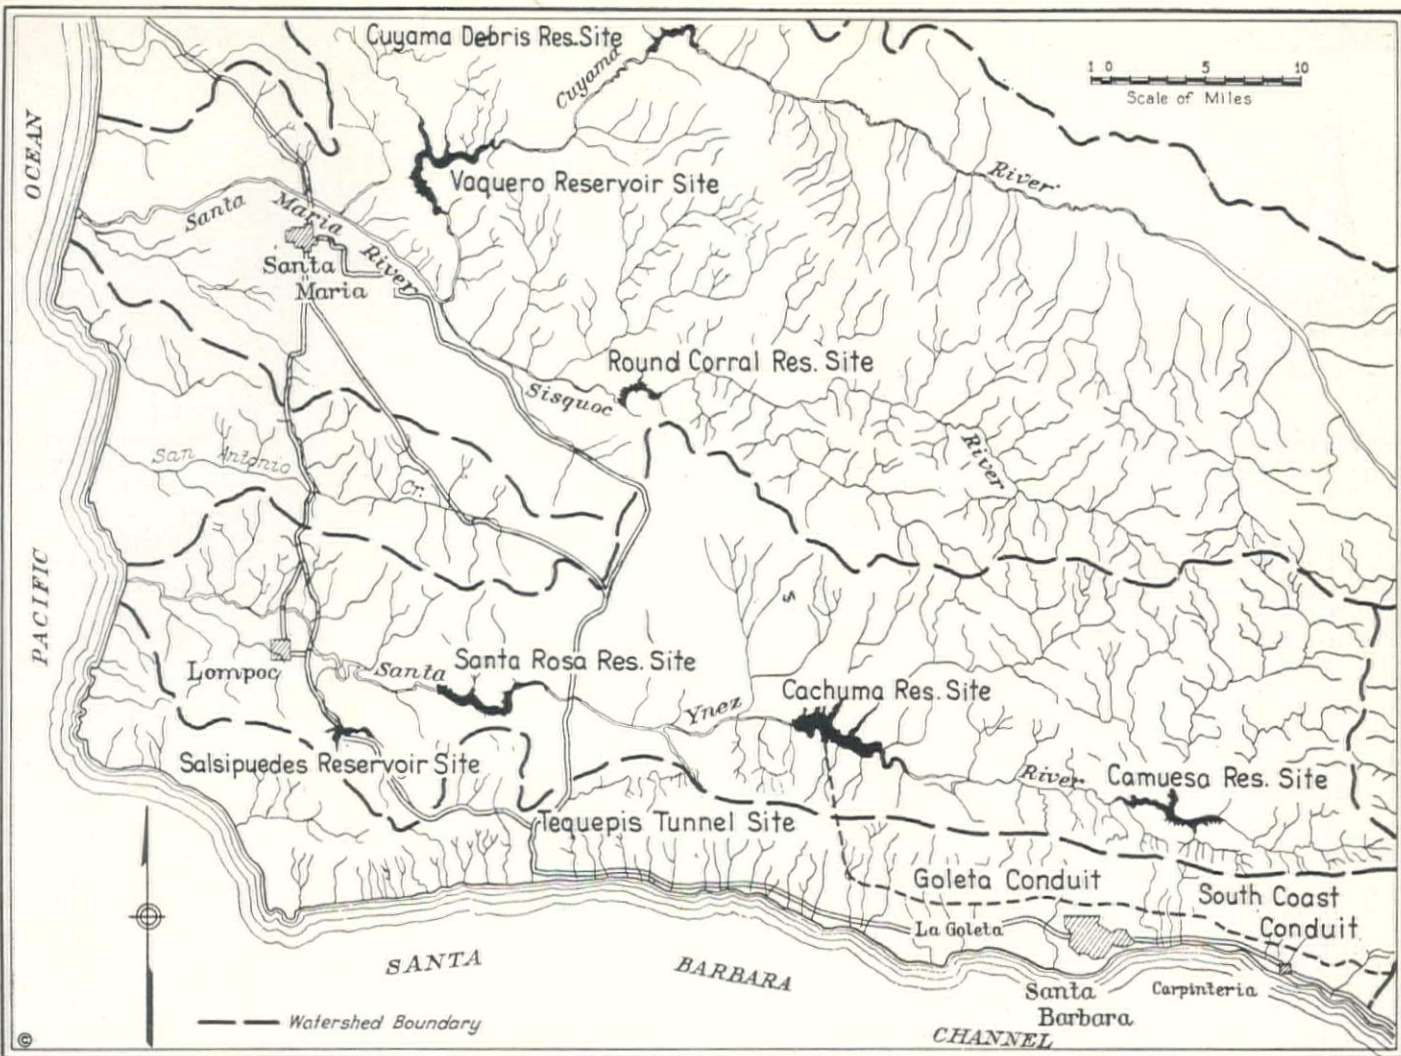 Cuyama Debris Res. Site
Cuyama
1 0 5 10
Scale of Miles
OCEAN
River
Vaquero Reservoir Site
Santa Maria River
Santa
Maria
Round Corral Res. Site
Sisquoc
River
San Antonio
Cr.
PACIFIC
Lompoc
Santa
Santa Rosa Res. Site
Ynez
Cachuma Res. Site
River
Camuesa Res. Site
Salsipuedes Reservoir Site
Tequepis Tunnel Site
Goleta Conduit
South Coast
Conduit
La Goleta
SANTA
BARBARA
Santa
Barbara
Carpinteria
CHANNEL
Watershed Boundary
©